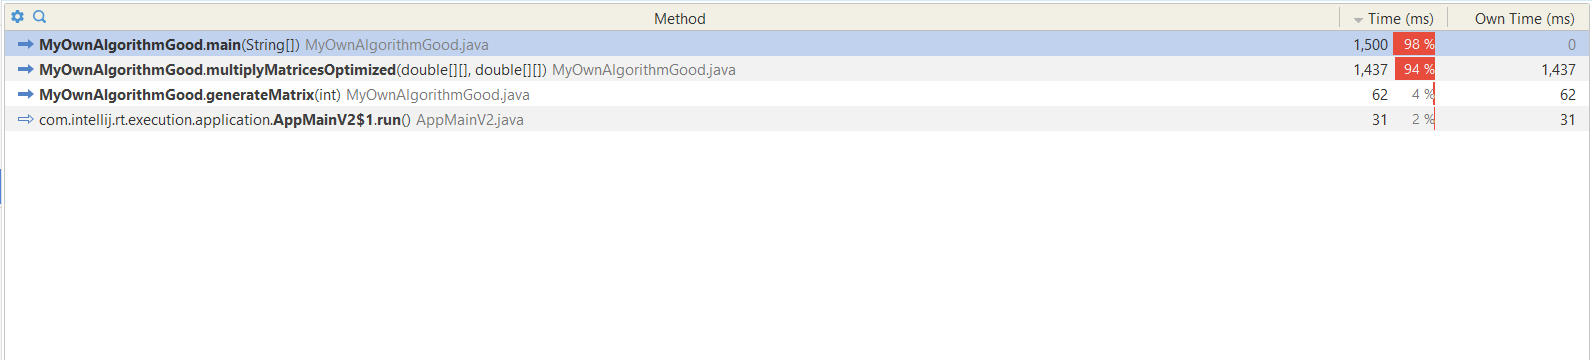 Method Time (ms) Own Time (ms)
MyOwnAlgorithmGood.main(String[]) MyOwnAlgorithmGood.java 1,500 98 % 0
MyOwnAlgorithmGood.multiplyMatricesOptimized(double[][], double[][]) MyOwnAlgorithmGood.java 1,437 94 % 1,437
MyOwnAlgorithmGood.generateMatrix(int) MyOwnAlgorithmGood.java 62 4 % 62
com.intellij.rt.execution.application.AppMainV2$1.run() AppMainV2.java 31 2 % 31